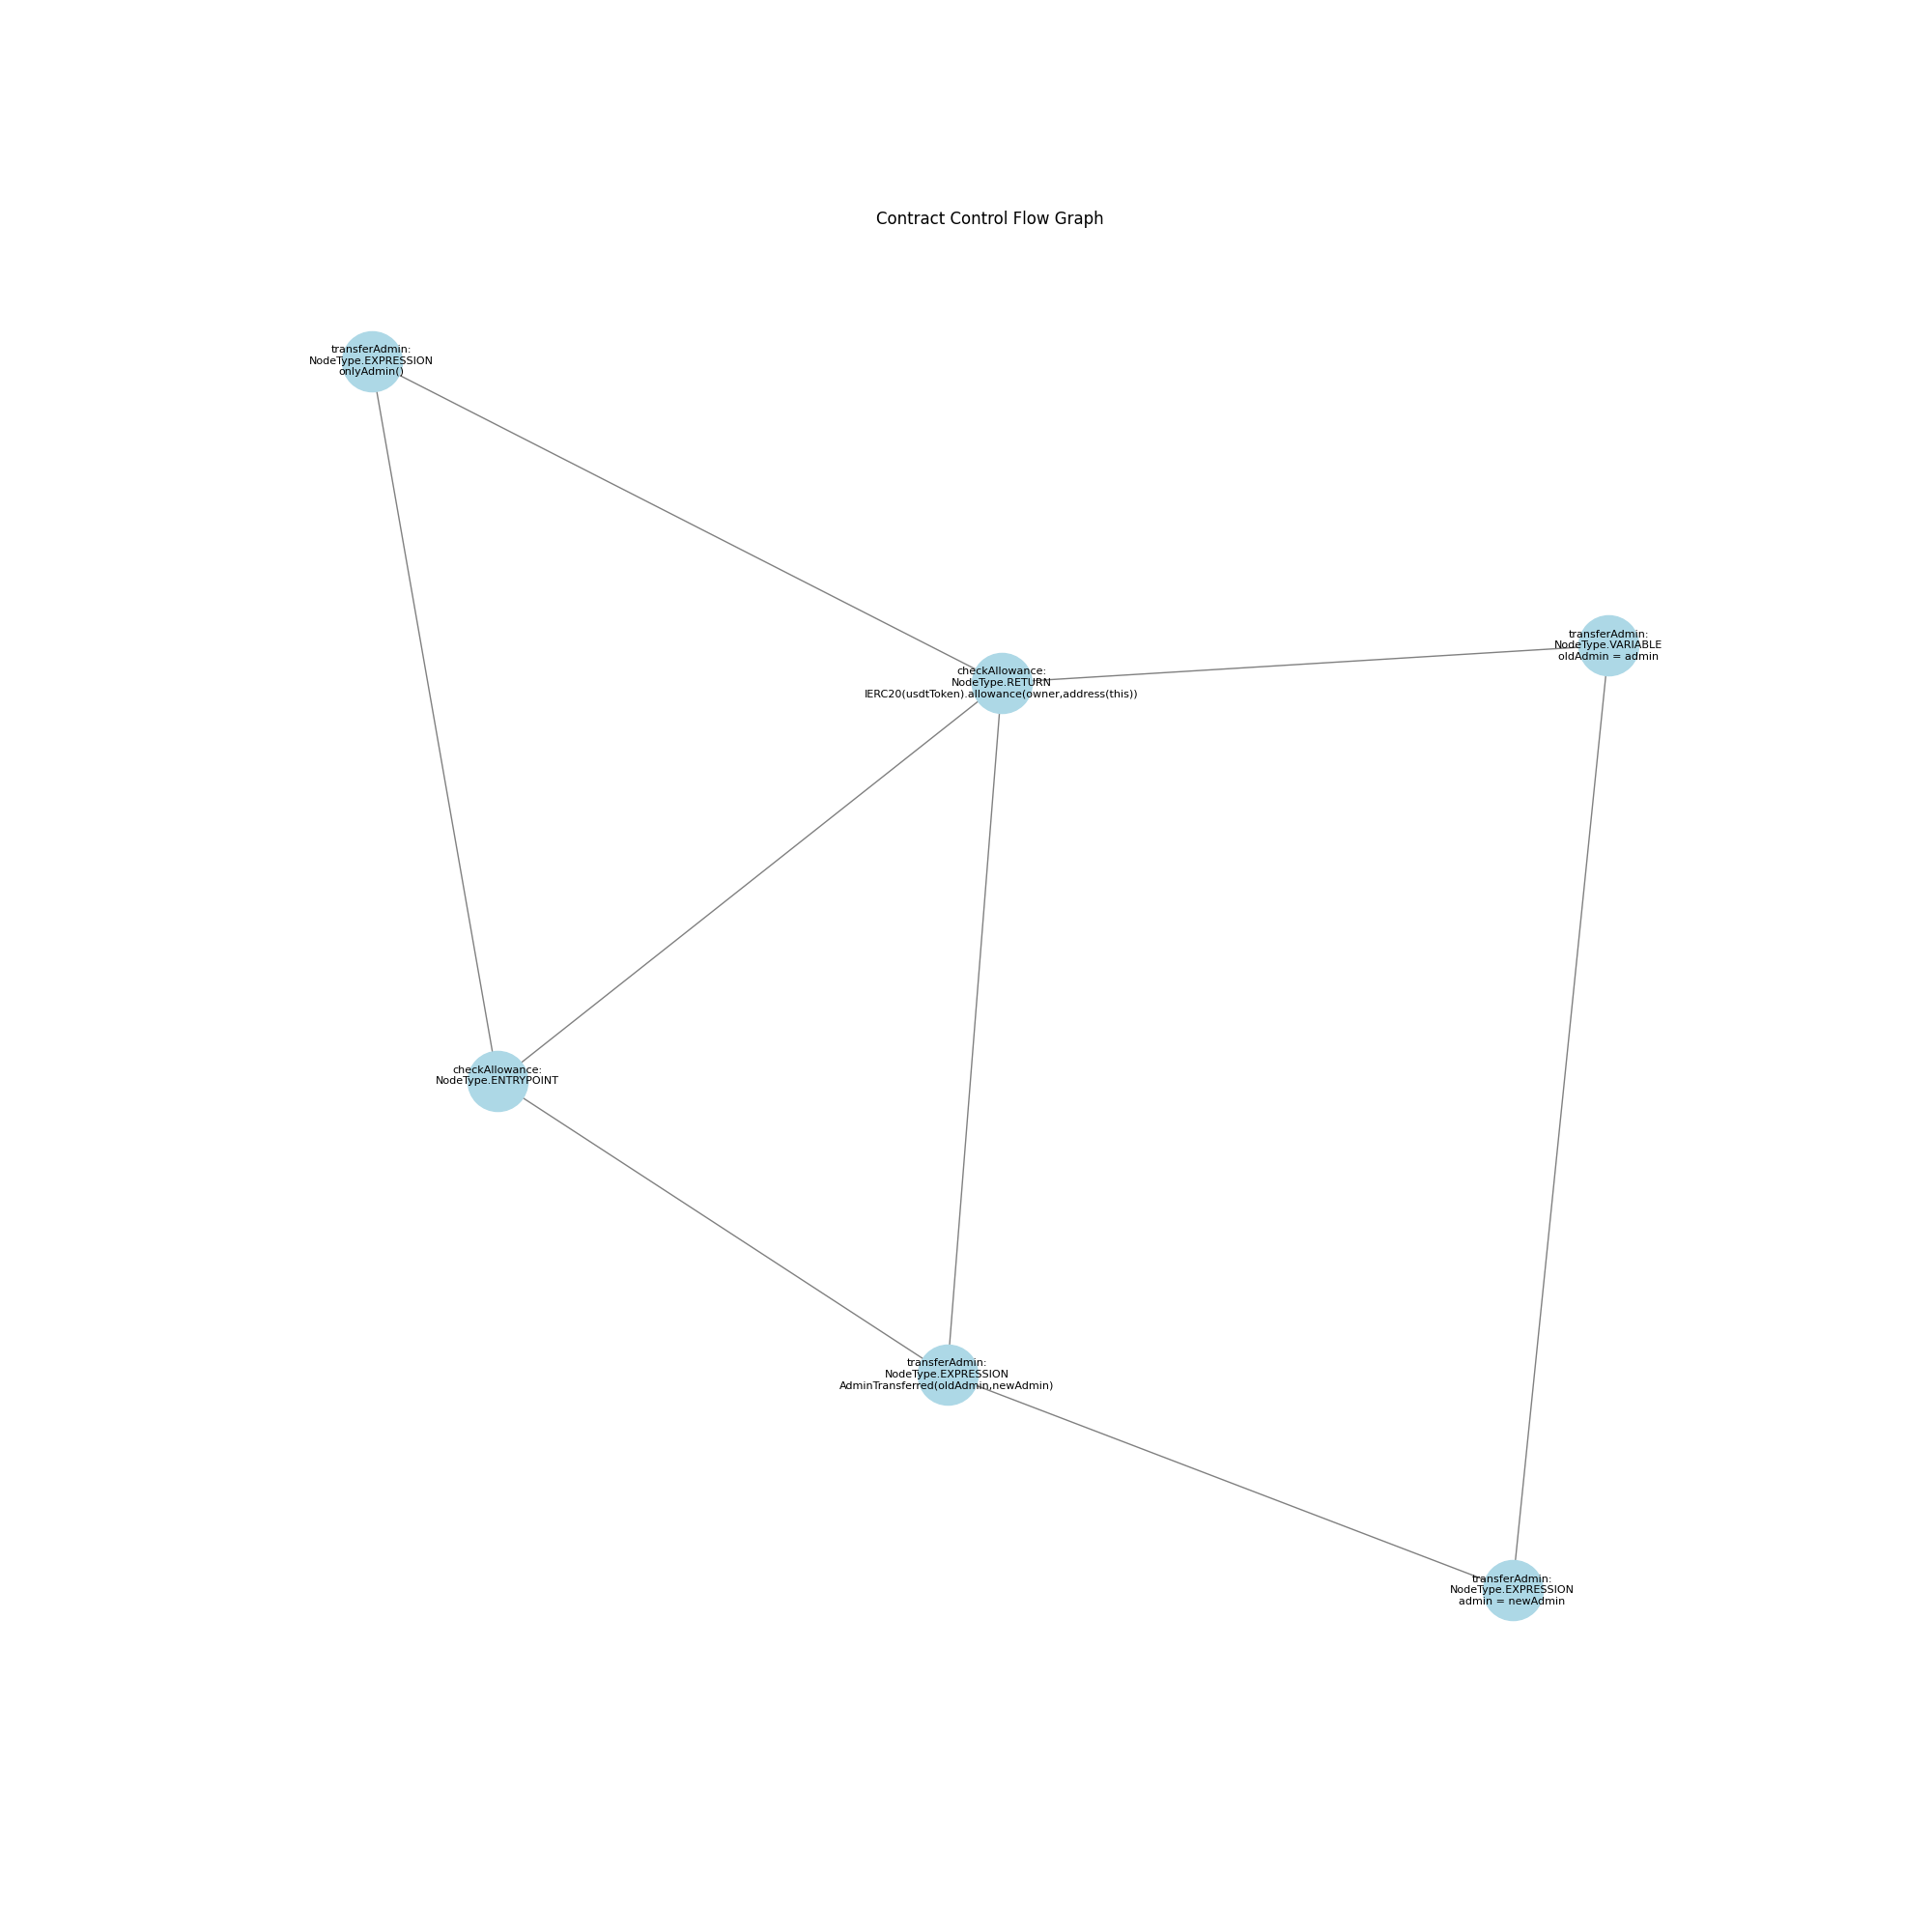 Contract Control Flow Graph
transferAdmin:
NodeType.EXPRESSION
onlyAdmin()
transferAdmin:
NodeType.VARIABLE
oldAdmin = admin
checkAllowance:
NodeType.RETURN
IERC20(usdtToken).allowance(owner,address(this))
checkAllowance:
NodeType.ENTRYPOINT
transferAdmin:
NodeType.EXPRESSION
AdminTransferred(oldAdmin,newAdmin)
transferAdmin:
NodeType.EXPRESSION
admin = newAdmin